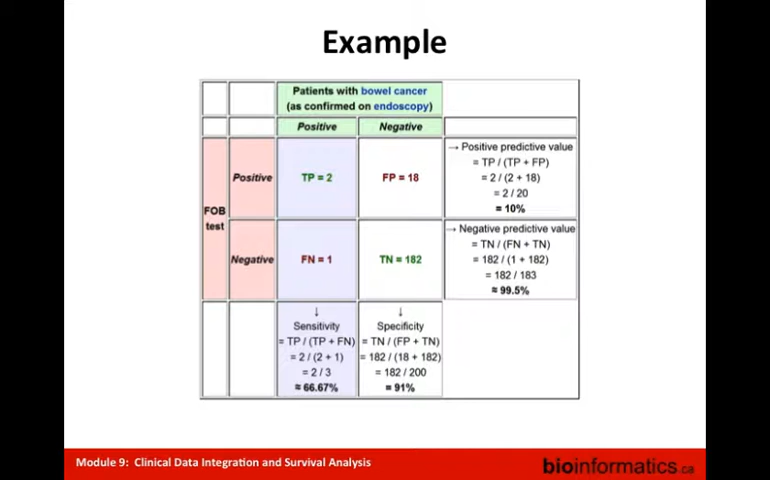 Example
Patients with bowel cancer
(as confirmed on endoscopy)
Positive
Negative
FOB
test
Positive
TP = 2
FP = 18
→ Positive predictive value
= TP / (TP + FP)
= 2 / (2 + 18)
= 2 / 20
= 10%
Negative
FN = 1
TN = 182
→ Negative predictive value
= TN / (FN + TN)
= 182 / (1 + 182)
= 182 / 183
≈ 99.5%
↓
Sensitivity
= TP / (TP + FN)
= 2 / (2 + 1)
= 2 / 3
≈ 66.67%
↓
Specificity
= TN / (FP + TN)
= 182 / (18 + 182)
= 182 / 200
= 91%
Module 9: Clinical Data Integration and Survival Analysis
bioinformatics.ca